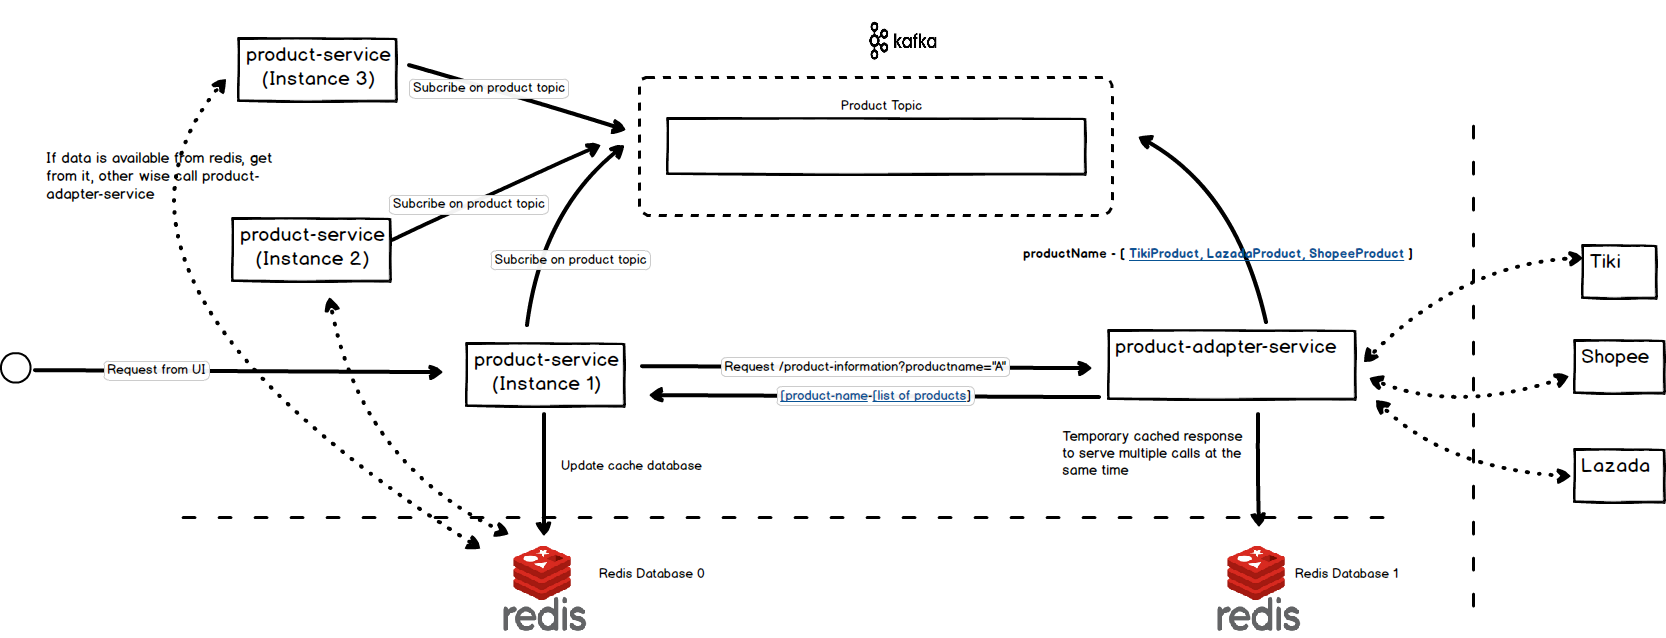 kafka
product-service
(Instance 3)
Subcribe on product topic
Product Topic
If data is available from redis, get
from it, other wise call product-
adapter-service
Subcribe on product topic
product-service
(Instance 2)
Subcribe on product topic
productName - [ TikiProduct, LazadaProduct, ShopeeProduct ]
Tiki
Request from UI
product-service
(Instance 1)
Request /product-information?productname="A"
[product-name-[list of products]
product-adapter-service
Shopee
Update cache database
Temporary cached response
to serve multiple calls at the
same time
Lazada
redis
Redis Database 0
redis
Redis Database 1